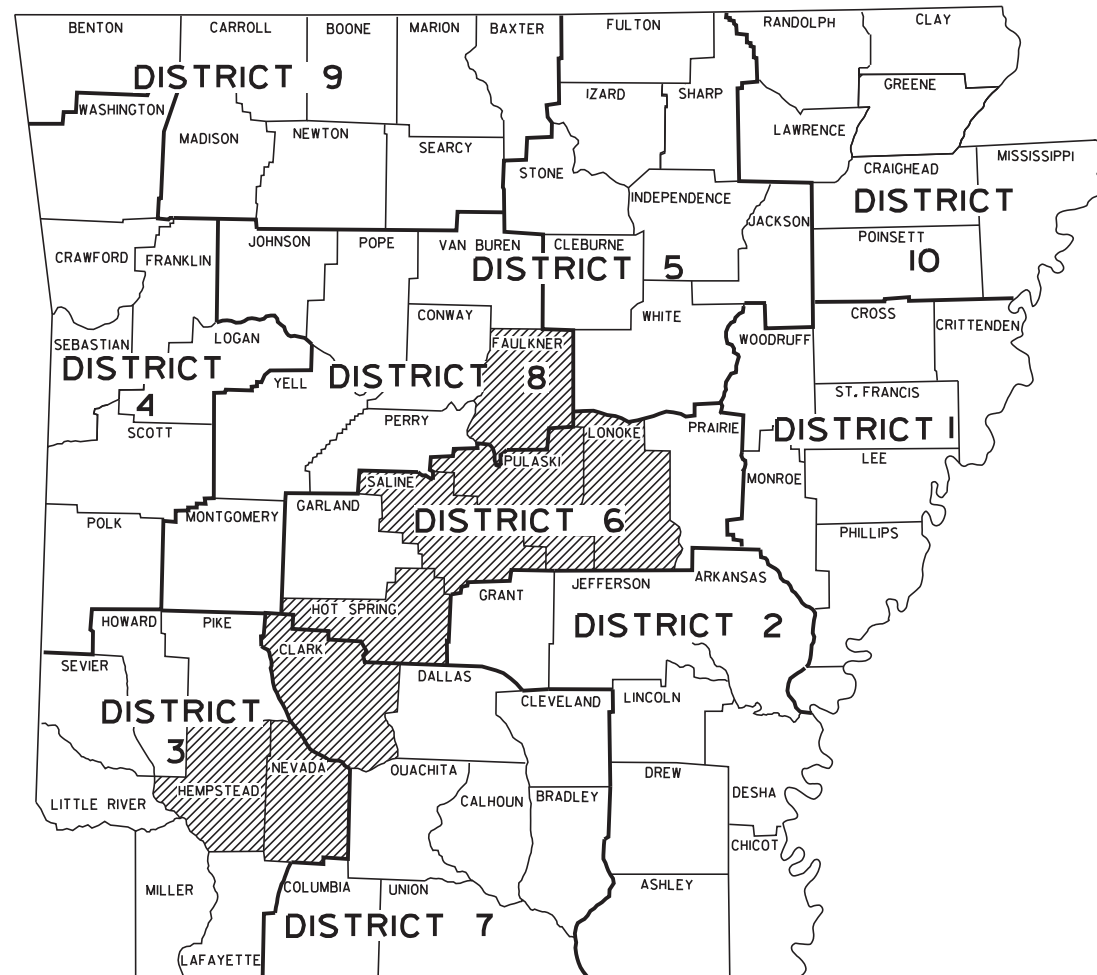 BENTON CARROLL BOONE MARION BAXTER FULTON RANDOLPH CLAY
DISTRICT 9
WASHINGTON IZARD SHARP GREENE
MADISON NEWTON SEARCY LAWRENCE
STONE CRAIGHEAD MISSISSIPPI
INDEPENDENCE DISTRICT
JACKSON
CRAWFORD FRANKLIN JOHNSON POPE VAN BUREN CLEBURNE POINSETT
DISTRICT 5 10
CONWAY WHITE CROSS CRITTENDEN
SEBASTIAN LOGAN FAULKNER WOODRUFF
DISTRICT YELL DISTRICT 8
4 ST. FRANCIS
SCOTT PERRY LONOKE PRAIRIE DISTRICT 1
PULASKI LEE
SALINE MONROE
POLK MONTGOMERY GARLAND DISTRICT 6 PHILLIPS
GRANT JEFFERSON ARKANSAS
HOWARD PIKE HOT SPRING DISTRICT 2
SEVIER CLARK
DALLAS
DISTRICT CLEVELAND LINCOLN
3
NEVADA OUACHITA DREW
LITTLE RIVER HEMPSTEAD CALHOUN BRADLEY DESHA
CHICOT
MILLER COLUMBIA UNION ASHLEY
DISTRICT 7
LAFAYETTE